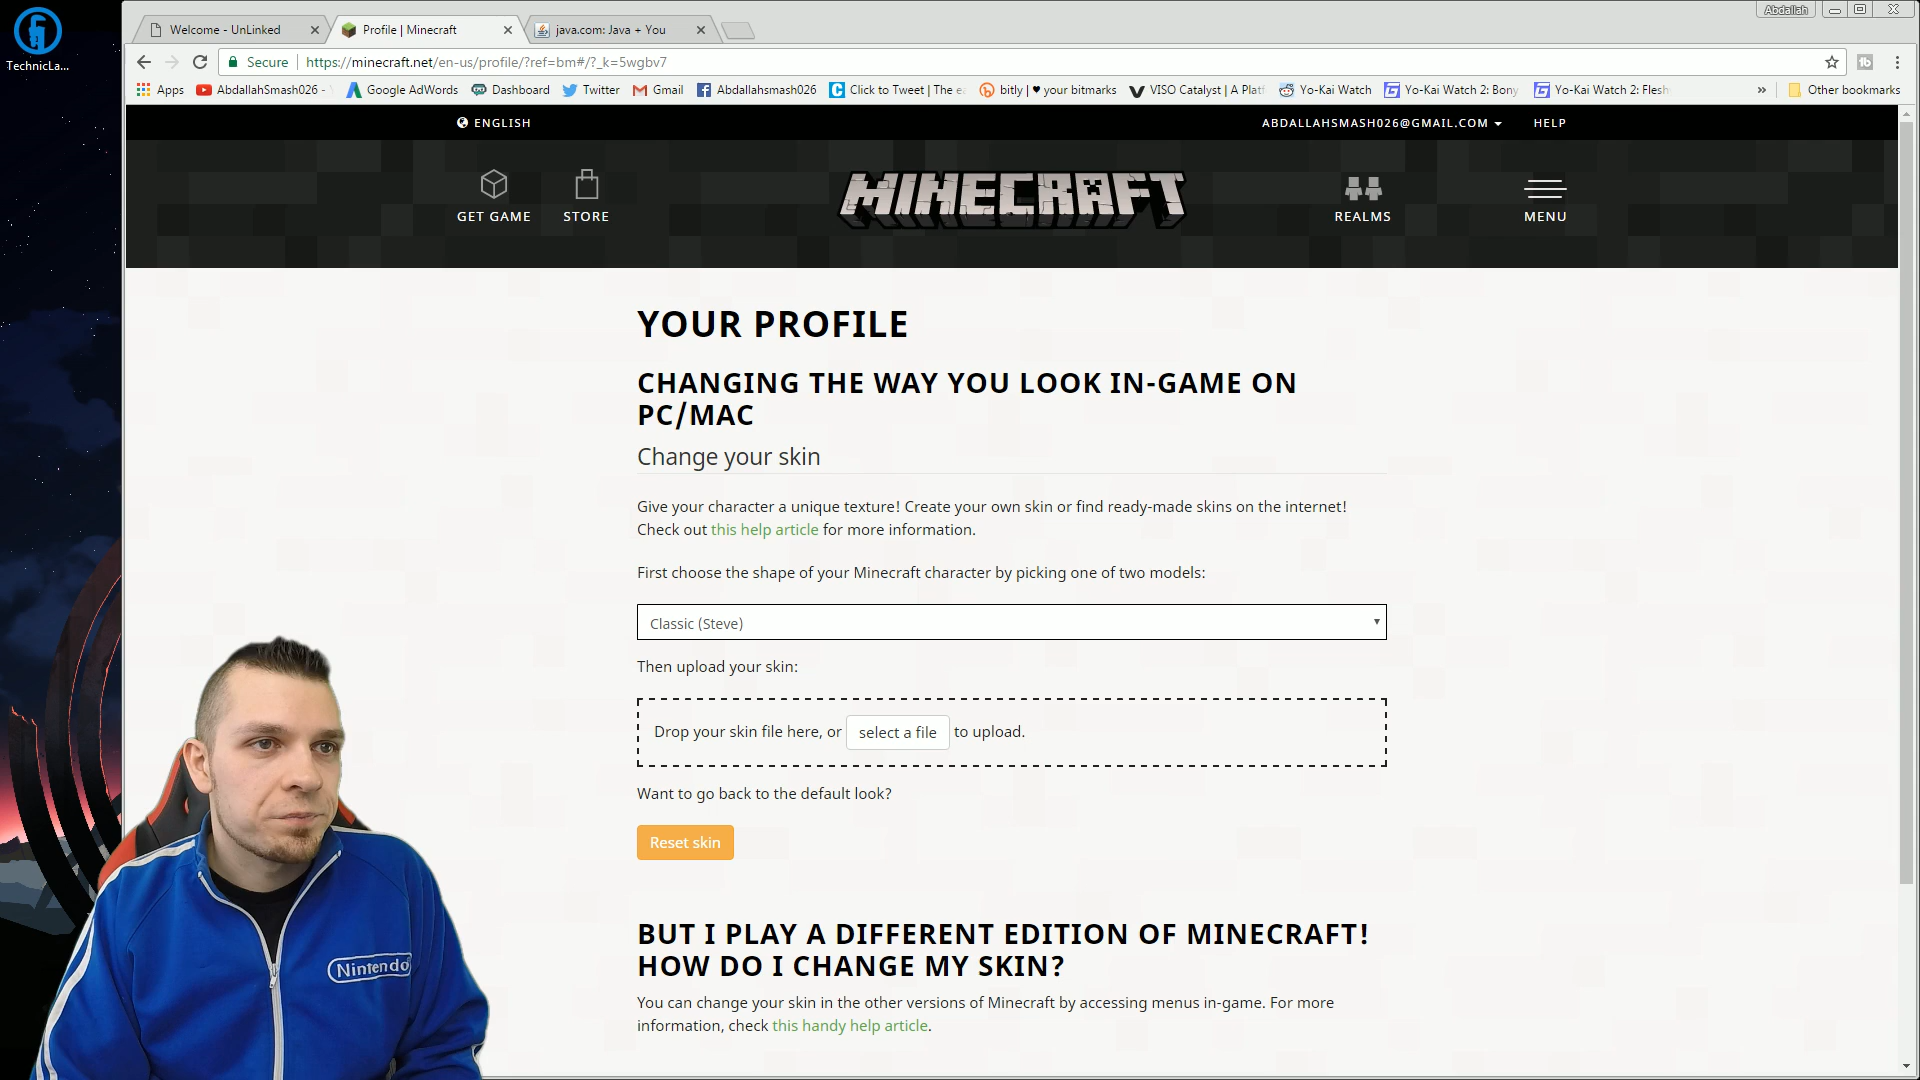 TechnicLa...
Abdallah
Welcome - UnLinked
Profile | Minecraft
java.com: Java + You
Secure
https://minecraft.net/en-us/profile/?ref=bm#/?_k=5wgbv7
Apps
AbdallahSmash026 -
Google AdWords
Dashboard
Twitter
Gmail
Abdallahsmash026
Click to Tweet | The ea
bitly | ♥ your bitmarks
VISO Catalyst | A Platf
Yo-Kai Watch
Yo-Kai Watch 2: Bony
Yo-Kai Watch 2: Flesh
»
Other bookmarks
ENGLISH
ABDALLAHSMASH026@GMAIL.COM
HELP
GET GAME
STORE
MINECRAFT
REALMS
MENU
YOUR PROFILE
CHANGING THE WAY YOU LOOK IN-GAME ON
PC/MAC
Change your skin
Give your character a unique texture! Create your own skin or find ready-made skins on the internet!
Check out this help article for more information.
First choose the shape of your Minecraft character by picking one of two models:
Classic (Steve)
Then upload your skin:
Drop your skin file here, or select a file to upload.
Want to go back to the default look?
Reset skin
BUT I PLAY A DIFFERENT EDITION OF MINECRAFT!
HOW DO I CHANGE MY SKIN?
You can change your skin in the other versions of Minecraft by accessing menus in-game. For more
information, check this handy help article.
Nintendo